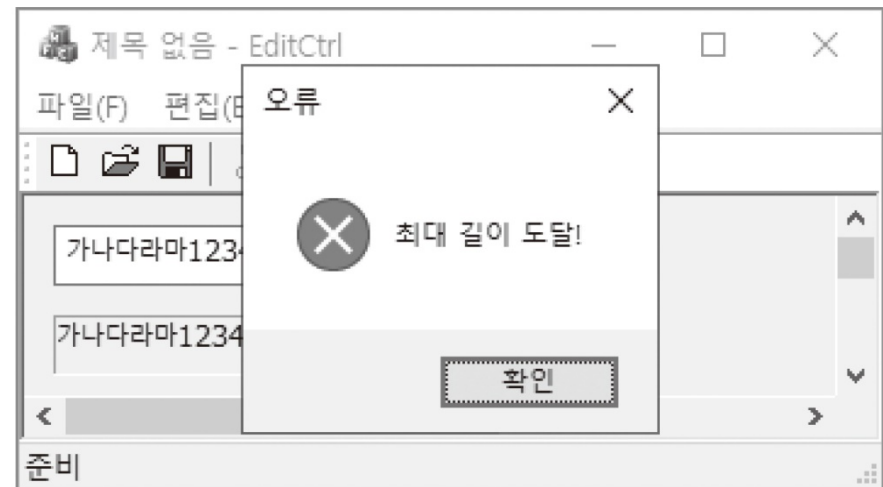 제목 없음 - EditCtrl
파일(F) 편집(E
오류
최대 길이 도달!
가나다라마1234
가나다라마1234
확인
준비